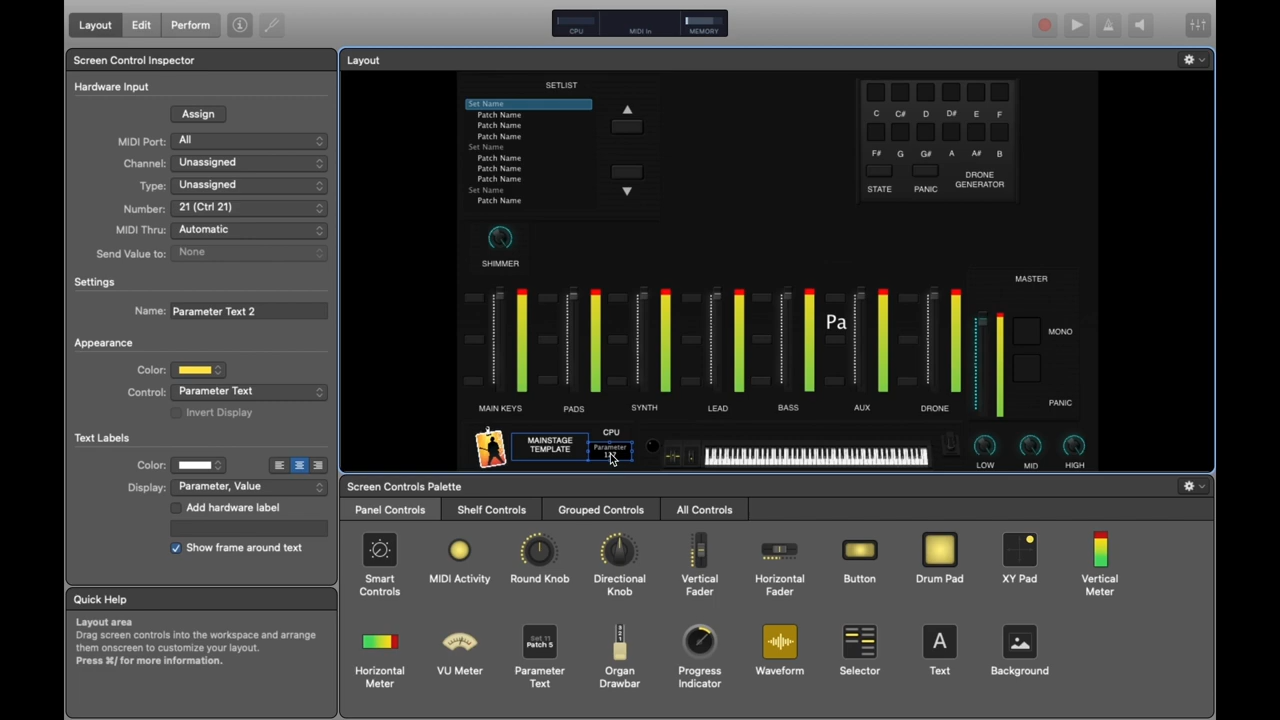 Layout Edit Perform
CPU MIDI In MEMORY
Screen Control Inspector
Hardware Input
Assign
MIDI Port: All
Channel: Unassigned
Type: Unassigned
Number: 21 (Ctrl 21)
MIDI Thru: Automatic
Send Value to: None
Settings
Name: Parameter Text 2
Appearance
Color:
Control: Parameter Text
Invert Display
Text Labels
Color:
Display: Parameter, Value
Add hardware label
Show frame around text
Quick Help
Layout area
Drag screen controls into the workspace and arrange
them onscreen to customize your layout.
Press ⌘/ for more information.
Layout
SETLIST
Set Name
Patch Name
Patch Name
Patch Name
Set Name
Patch Name
Patch Name
Patch Name
Set Name
Patch Name
C C# D D# E F
F# G G# A A# B
STATE PANIC
DRONE
GENERATOR
SHIMMER
MASTER
Pa
MONO
PANIC
MAIN KEYS PADS SYNTH LEAD BASS AUX DRONE
MAINSTAGE
TEMPLATE
CPU
Parameter
LOW MID HIGH
Screen Controls Palette
Panel Controls Shelf Controls Grouped Controls All Controls
Smart
Controls
MIDI Activity
Round Knob
Directional
Knob
Vertical
Fader
Horizontal
Fader
Button
Drum Pad
XY Pad
Vertical
Meter
Horizontal
Meter
VU Meter
Set 11
Patch 5
Parameter
Text
3
2
1
Organ
Drawbar
Progress
Indicator
Waveform
Selector
A
Text
Background